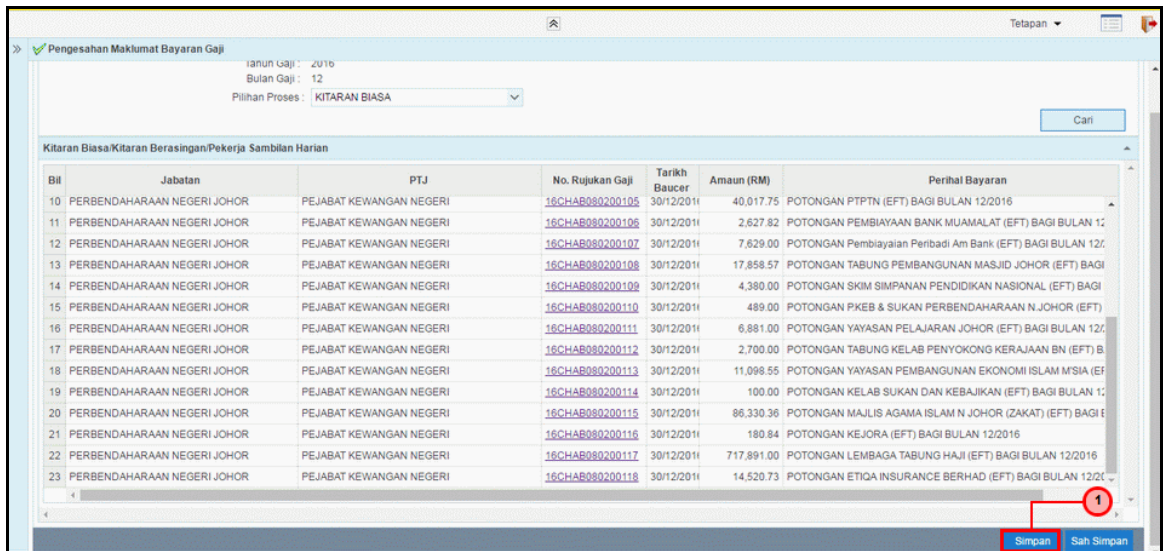 Tetapan
Pengesahan Maklumat Bayaran Gaji
Tahun Gaji : 2016
Bulan Gaji : 12
Pilihan Proses : KITARAN BIASA
Cari
Kitaran Biasa/Kitaran Berasingan/Pekerja Sambilan Harian
Bil Jabatan PTJ No. Rujukan Gaji Tarikh Baucer Amaun (RM) Perihal Bayaran
10 PERBENDAHARAAN NEGERI JOHOR PEJABAT KEWANGAN NEGERI 16CHAB080200105 30/12/201 40,017.75 POTONGAN PTPTN (EFT) BAGI BULAN 12/2016
11 PERBENDAHARAAN NEGERI JOHOR PEJABAT KEWANGAN NEGERI 16CHAB080200106 30/12/201 2,627.82 POTONGAN PEMBIAYAAN BANK MUAMALAT (EFT) BAGI BULAN 12
12 PERBENDAHARAAN NEGERI JOHOR PEJABAT KEWANGAN NEGERI 16CHAB080200107 30/12/201 7,629.00 POTONGAN Pembiayaian Peribadi Am Bank (EFT) BAGI BULAN 12/
13 PERBENDAHARAAN NEGERI JOHOR PEJABAT KEWANGAN NEGERI 16CHAB080200108 30/12/201 17,858.57 POTONGAN TABUNG PEMBANGUNAN MASJID JOHOR (EFT) BAGI
14 PERBENDAHARAAN NEGERI JOHOR PEJABAT KEWANGAN NEGERI 16CHAB080200109 30/12/201 4,380.00 POTONGAN SKIM SIMPANAN PENDIDIKAN NASIONAL (EFT) BAGI
15 PERBENDAHARAAN NEGERI JOHOR PEJABAT KEWANGAN NEGERI 16CHAB080200110 30/12/201 489.00 POTONGAN P.KEB & SUKAN PERBENDAHARAAN N.JOHOR (EFT)
16 PERBENDAHARAAN NEGERI JOHOR PEJABAT KEWANGAN NEGERI 16CHAB080200111 30/12/201 6,881.00 POTONGAN YAYASAN PELAJARAN JOHOR (EFT) BAGI BULAN 12/
17 PERBENDAHARAAN NEGERI JOHOR PEJABAT KEWANGAN NEGERI 16CHAB080200112 30/12/201 2,700.00 POTONGAN TABUNG KELAB PENYOKONG KERAJAAN BN (EFT) B
18 PERBENDAHARAAN NEGERI JOHOR PEJABAT KEWANGAN NEGERI 16CHAB080200113 30/12/201 11,098.55 POTONGAN YAYASAN PEMBANGUNAN EKONOMI ISLAM M'SIA (EF
19 PERBENDAHARAAN NEGERI JOHOR PEJABAT KEWANGAN NEGERI 16CHAB080200114 30/12/201 100.00 POTONGAN KELAB SUKAN DAN KEBAJIKAN (EFT) BAGI BULAN 12
20 PERBENDAHARAAN NEGERI JOHOR PEJABAT KEWANGAN NEGERI 16CHAB080200115 30/12/201 86,330.36 POTONGAN MAJLIS AGAMA ISLAM N JOHOR (ZAKAT) (EFT) BAGI
21 PERBENDAHARAAN NEGERI JOHOR PEJABAT KEWANGAN NEGERI 16CHAB080200116 30/12/201 180.84 POTONGAN KEJORA (EFT) BAGI BULAN 12/2016
22 PERBENDAHARAAN NEGERI JOHOR PEJABAT KEWANGAN NEGERI 16CHAB080200117 30/12/201 717,891.00 POTONGAN LEMBAGA TABUNG HAJI (EFT) BAGI BULAN 12/2016
23 PERBENDAHARAAN NEGERI JOHOR PEJABAT KEWANGAN NEGERI 16CHAB080200118 30/12/201 14,520.73 POTONGAN ETIQA INSURANCE BERHAD (EFT) BAGI BULAN 12/20
1
Simpan Sah Simpan